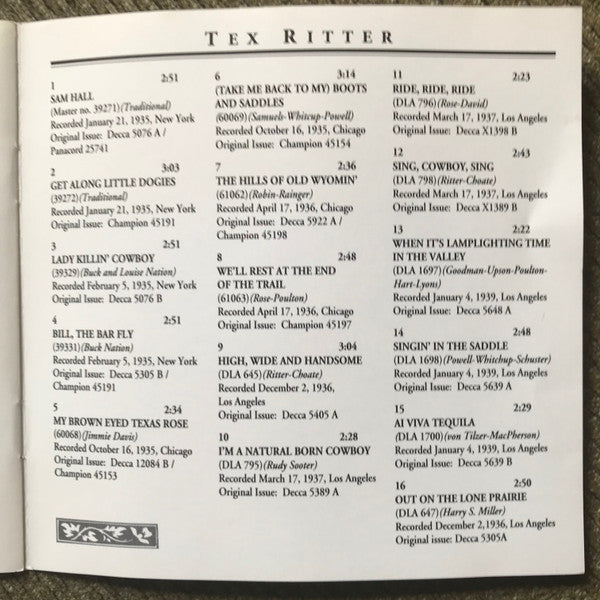 TEX RITTER
1 2:51
SAM HALL
(Master no. 39271)(Traditional)
Recorded January 21, 1935, New York
Original Issue: Decca 5076 A /
Panacord 25741
2 3:03
GET ALONG LITTLE DOGIES
(39272)(Traditional)
Recorded January 21, 1935, New York
Original Issue: Champion 45191
3 2:51
LADY KILLIN' COWBOY
(39329)(Buck and Louise Nation)
Recorded February 5, 1935, New York
Original Issue: Decca 5076 B
4 2:51
BILL, THE BAR FLY
(39331)(Buck Nation)
Recorded February 5, 1935, New York
Original Issue: Decca 5305 B /
Champion 45191
5 2:34
MY BROWN EYED TEXAS ROSE
(60068)(Jimmie Davis)
Recorded October 16, 1935, Chicago
Original Issue: Decca 12084 B /
Champion 45153
6 3:14
(TAKE ME BACK TO MY) BOOTS
AND SADDLES
(60069)(Samuels-Whitcup-Powell)
Recorded October 16, 1935, Chicago
Original Issue: Champion 45154
7 2:36
THE HILLS OF OLD WYOMIN'
(61062)(Robin-Rainger)
Recorded April 17, 1936, Chicago
Original Issue: Decca 5922 A /
Champion 45198
8 2:48
WE'LL REST AT THE END
OF THE TRAIL
(61063)(Rose-Poulton)
Recorded April 17, 1936, Chicago
Original Issue: Champion 45197
9 3:04
HIGH, WIDE AND HANDSOME
(DLA 645)(Ritter-Choate)
Recorded December 2, 1936,
Los Angeles
Original Issue: Decca 5405 A
10 2:28
I'M A NATURAL BORN COWBOY
(DLA 795)(Rudy Sooter)
Recorded March 17, 1937, Los Angeles
Original Issue: Decca 5389 A
11 2:23
RIDE, RIDE, RIDE
(DLA 796)(Rose-David)
Recorded March 17, 1937, Los Angeles
Original Issue: Decca X1398 B
12 2:43
SING, COWBOY, SING
(DLA 798)(Ritter-Choate)
Recorded March 17, 1937, Los Angeles
Original Issue: Decca X1389 B
13 2:22
WHEN IT'S LAMPLIGHTING TIME
IN THE VALLEY
(DLA 1697)(Goodman-Upson-Poulton-
Hart-Lyons)
Recorded January 4, 1939, Los Angeles
Original Issue: Decca 5648 A
14 2:48
SINGIN' IN THE SADDLE
(DLA 1698)(Powell-Whitchup-Schuster)
Recorded January 4, 1939, Los Angeles
Original Issue: Decca 5639 A
15 2:29
AI VIVA TEQUILA
(DLA 1700)(von Tilzer-MacPherson)
Recorded January 4, 1939, Los Angeles
Original Issue: Decca 5639 B
16 2:50
OUT ON THE LONE PRAIRIE
(DLA 647)(Harry S. Miller)
Recorded December 2,1936, Los Angeles
Original Issue: Decca 5305A